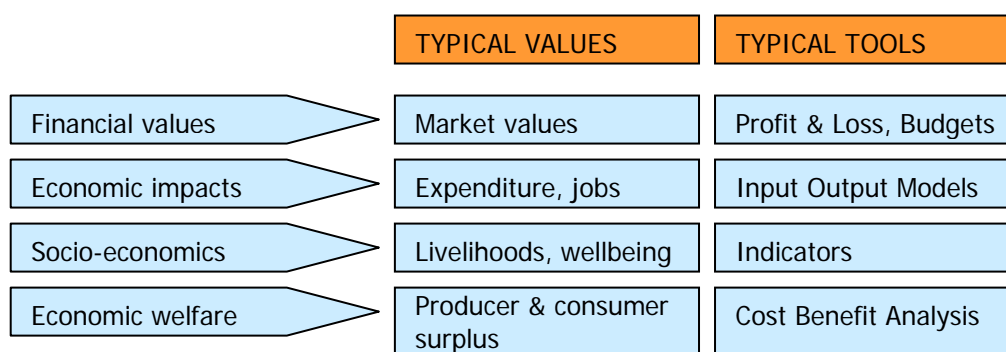 TYPICAL VALUES
TYPICAL TOOLS
Financial values
Market values
Profit & Loss, Budgets
Economic impacts
Expenditure, jobs
Input Output Models
Socio-economics
Livelihoods, wellbeing
Indicators
Economic welfare
Producer & consumer
surplus
Cost Benefit Analysis